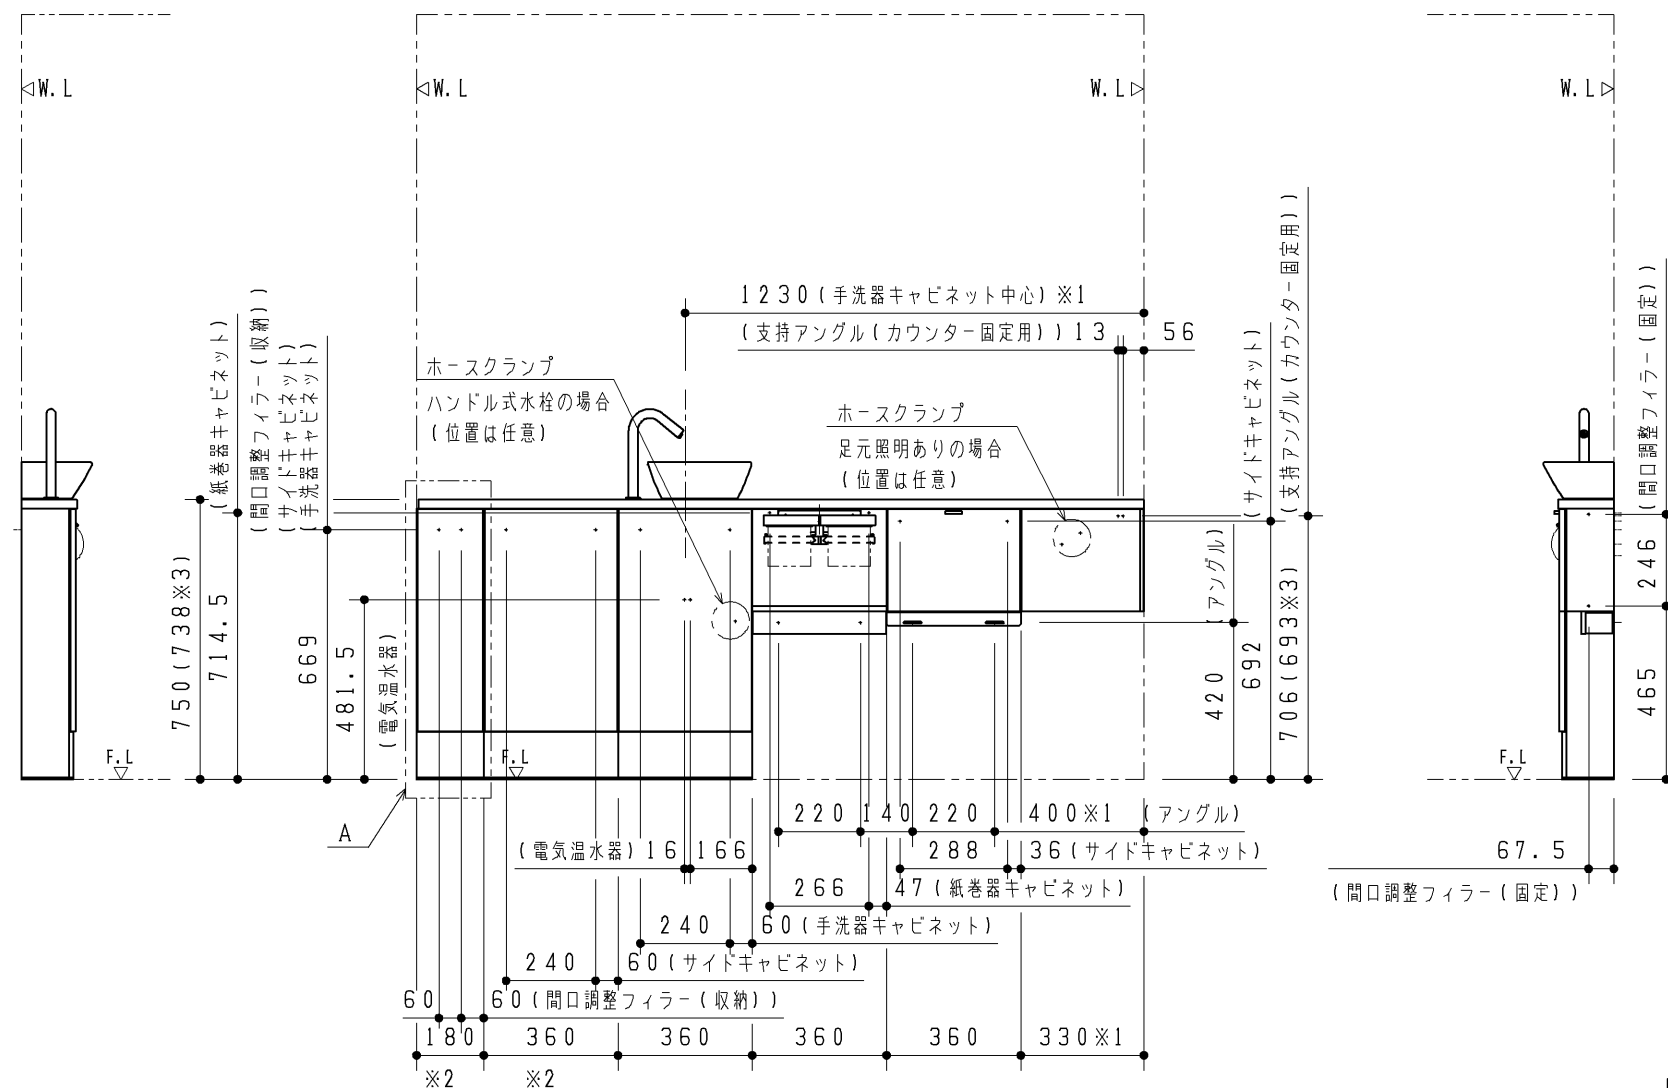 W.L
W.L
W.L
W.L
1230(手洗器キャビネット中心)※1
(支持アングル(カウンター固定用))13
56
ホースクランプ
ハンドル式水栓の場合
(位置は任意)
ホースクランプ
足元照明ありの場合
(位置は任意)
750(738※3)
714.5
(紙巻器キャビネット)
(間口調整フィラー(収納))
(サイドキャビネット)
(手洗器キャビネット)
669
481.5
(電気温水器)
(アングル)
420
(サイドキャビネット)
692
(支持アングル(カウンター固定用))
706(693※3)
(間口調整フィラー(固定))
246
465
F.L
F.L
F.L
A
220
140
220
400※1
(アングル)
(電気温水器)16
166
288
36(サイドキャビネット)
67.5
(間口調整フィラー(固定))
266
47(紙巻器キャビネット)
240
60(手洗器キャビネット)
240
60(サイドキャビネット)
60
60(間口調整フィラー(収納))
180
360
360
360
360
330※1
※2
※2